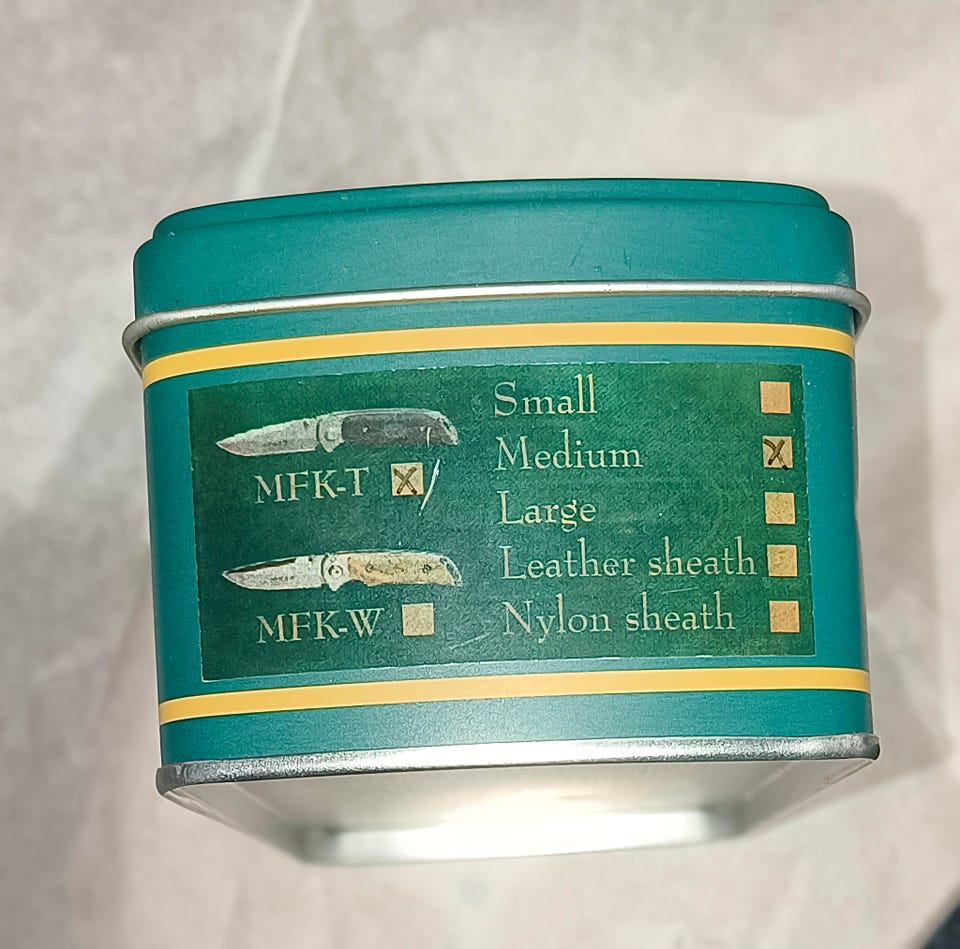 MFK-T
MFK-W
Small
Medium
Large
Leather sheath
Nylon sheath